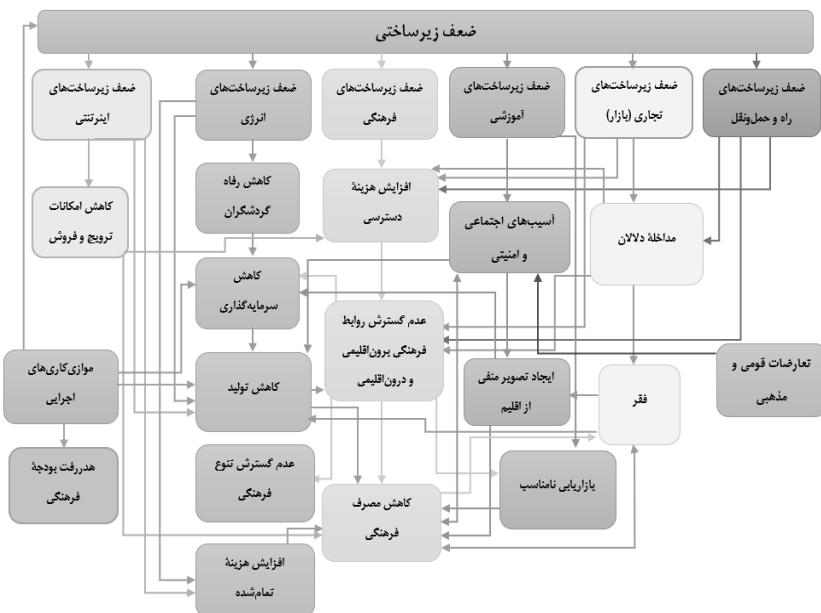 ضعف زیرساختی
ضعف زیرساخت‌های
راه و حمل‌ونقل
ضعف زیرساخت‌های
تجاری (بازار)
ضعف زیرساخت‌های
آموزشی
ضعف زیرساخت‌های
فرهنگی
ضعف زیرساخت‌های
انرژی
ضعف زیرساخت‌های
اینترتنتی
افزایش هزینهٔ
دسترسی
کاهش رفاه
گردشگران
کاهش امکانات
ترویج و فروش
مداخلهٔ دلالان
آسیب‌های اجتماعی
و امنیتی
کاهش
سرمایه‌گذاری
عدم گسترش روابط
فرهنگی برون‌اقلیمی
و درون‌اقلیمی
تعارضات قومی و
مذهبی
فقر
ایجاد تصویر منفی
از اقلیم
کاهش تولید
موازی‌کاری‌های
اجرایی
بازاریابی نامناسب
کاهش مصرف
فرهنگی
عدم گسترش تنوع
فرهنگی
هدررفت بودجهٔ
فرهنگی
افزایش هزینهٔ
تمام‌شده